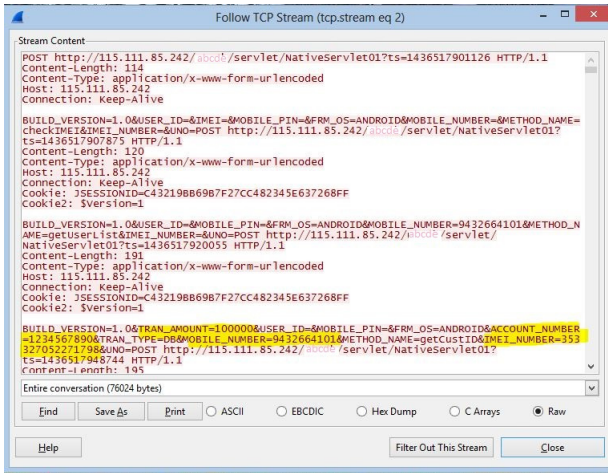 Follow TCP Stream (tcp.stream eq 2)
Stream Content
POST http://115.111.85.242/abcde/servlet/NativeServlet01?ts=1436517901126 HTTP/1.1
Content-Length: 114
Content-Type: application/x-www-form-urlencoded
Host: 115.111.85.242
Connection: Keep-Alive
BUILD_VERSION=1.0&USER_ID=&IMEI=&MOBILE_PIN=&FRM_OS=ANDROID&MOBILE_NUMBER=&METHOD_NAME=
checkIMEI&IMEI_NUMBER=&UNO=POST http://115.111.85.242/abcde/servlet/NativeServlet01?
ts=1436517907875 HTTP/1.1
Content-Length: 120
Content-Type: application/x-www-form-urlencoded
Host: 115.111.85.242
Connection: Keep-Alive
Cookie: JSESSIONID=C43219BB69B7F27CC482345E637268FF
Cookie2: $Version=1
BUILD_VERSION=1.0&USER_ID=&MOBILE_PIN=&FRM_OS=ANDROID&MOBILE_NUMBER=9432664101&METHOD_N
AME=getUserList&IMEI_NUMBER=&UNO=POST http://115.111.85.242/abcde/servlet/
NativeServlet01?ts=1436517920055 HTTP/1.1
Content-Length: 191
Content-Type: application/x-www-form-urlencoded
Host: 115.111.85.242
Connection: Keep-Alive
Cookie: JSESSIONID=C43219BB69B7F27CC482345E637268FF
Cookie2: $Version=1
BUILD_VERSION=1.0&TRAN_AMOUNT=100000&USER_ID=&MOBILE_PIN=&FRM_OS=ANDROID&ACCOUNT_NUMBER
=1234567890&TRAN_TYPE=DB&MOBILE_NUMBER=9432664101&METHOD_NAME=getCustID&IMEI_NUMBER=353
327052271798&UNO=POST http://115.111.85.242/abcde/servlet/NativeServlet01?
ts=1436517948744 HTTP/1.1
Content-Length: 195
Entire conversation (76024 bytes)
Find Save As Print ASCII EBCDIC Hex Dump C Arrays Raw
Help Filter Out This Stream Close